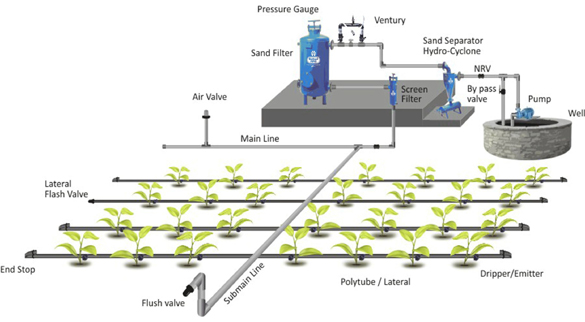 Pressure Gauge
Ventury
Sand Separator
Hydro-Cyclone
Sand Filter
NRV
Screen
Filter
By pass
valve
Pump
Air Valve
Well
Main Line
Lateral
Flash Valve
End Stop
Submain Line
Polytube / Lateral
Dripper/Emitter
Flush valve